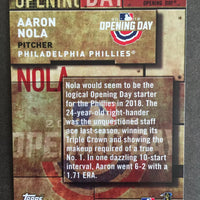 OPENING DAY
OPENING DAY
AARON
NOLA
PITCHER
PHILADELPHIA PHILLIES
OPENING DAY
NOLA
Nola would seem to be the
logical Opening Day starter
for the Phillies in 2018. The
24-year-old right-hander
was the unquestioned staff
ace last season, winning its
Triple Crown and showing the
makeup required of a true
No. 1. In one dazzling 10-start
interval, Aaron went 6-2 with a
1.71 ERA.
Topps